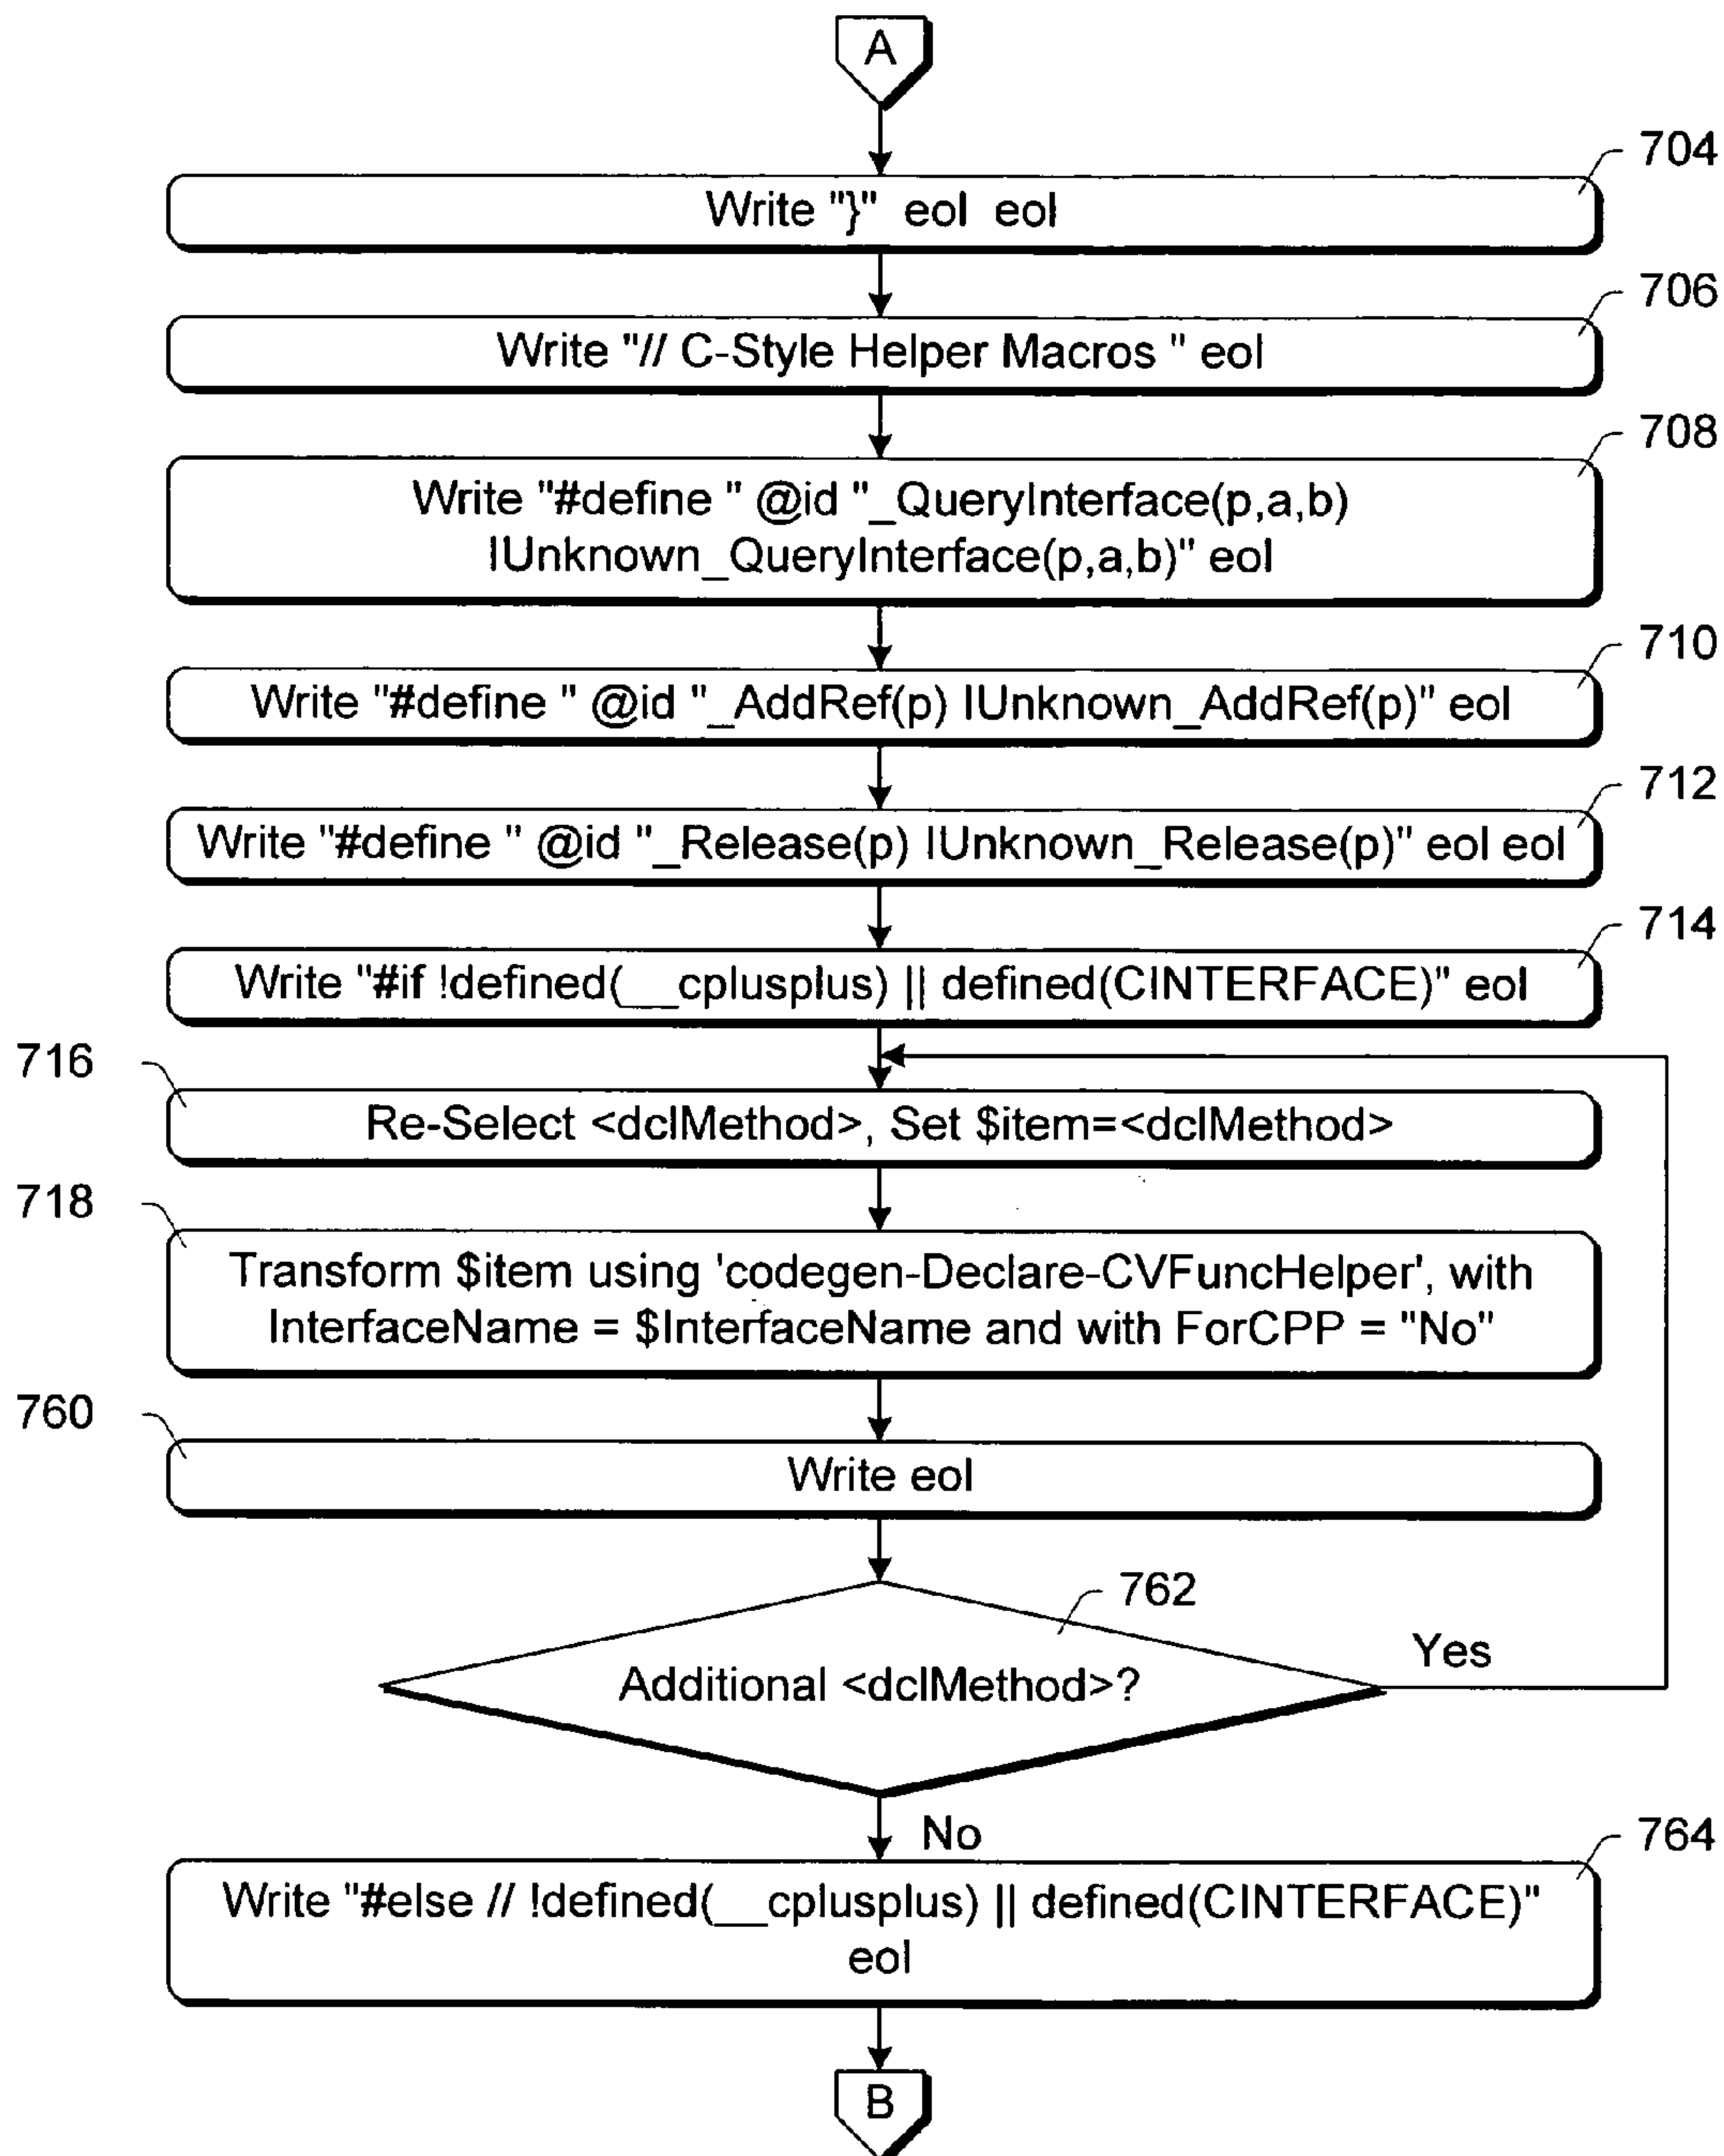 A
704
Write "}" eol eol
706
Write "// C-Style Helper Macros " eol
708
Write "#define " @id "_QueryInterface(p,a,b)
IUnknown_QueryInterface(p,a,b)" eol
710
Write "#define " @id "_AddRef(p) IUnknown_AddRef(p)" eol
712
Write "#define " @id "_Release(p) IUnknown_Release(p)" eol eol
714
Write "#if !defined(__cplusplus) || defined(CINTERFACE)" eol
716
Re-Select <dclMethod>, Set $item=<dclMethod>
718
Transform $item using 'codegen-Declare-CVFuncHelper', with
InterfaceName = $InterfaceName and with ForCPP = "No"
760
Write eol
762
Additional <dclMethod>?
Yes
No
764
Write "#else // !defined(__cplusplus) || defined(CINTERFACE)"
eol
B